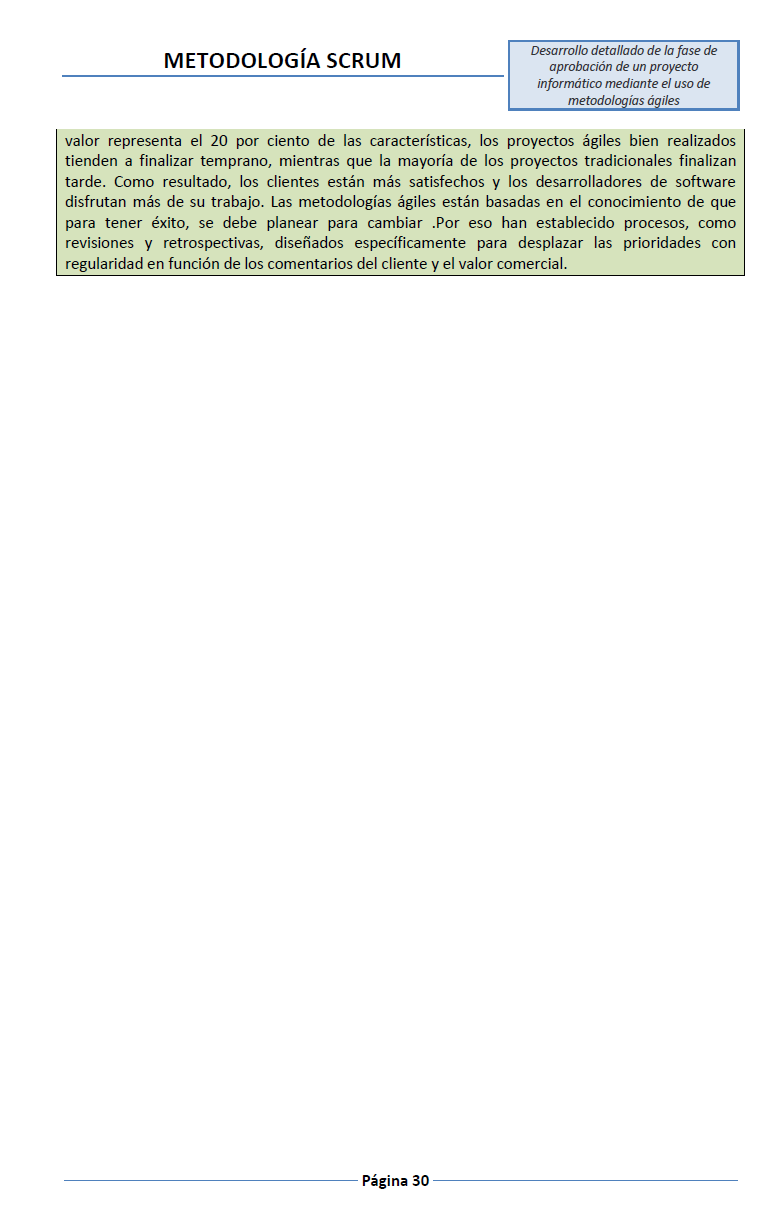 METODOLOGÍA SCRUM
Desarrollo detallado de la fase de
aprobación de un proyecto
informático mediante el uso de
metodologías ágiles
valor representa el 20 por ciento de las características, los proyectos ágiles bien realizados
tienden a finalizar temprano, mientras que la mayoría de los proyectos tradicionales finalizan
tarde. Como resultado, los clientes están más satisfechos y los desarrolladores de software
disfrutan más de su trabajo. Las metodologías ágiles están basadas en el conocimiento de que
para tener éxito, se debe planear para cambiar .Por eso han establecido procesos, como
revisiones y retrospectivas, diseñados específicamente para desplazar las prioridades con
regularidad en función de los comentarios del cliente y el valor comercial.
Página 30